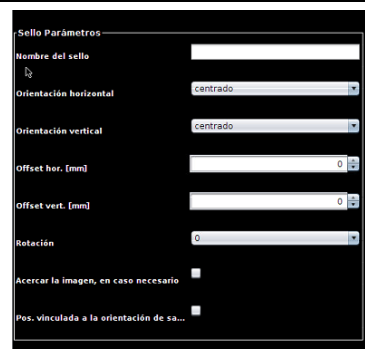 Sello Parámetros
Nombre del sello
Orientación horizontal centrado
Orientación vertical centrado
Offset hor. [mm] 0
Offset vert. [mm] 0
Rotación 0
Acercar la imagen, en caso necesario
Pos. vinculada a la orientación de sa...